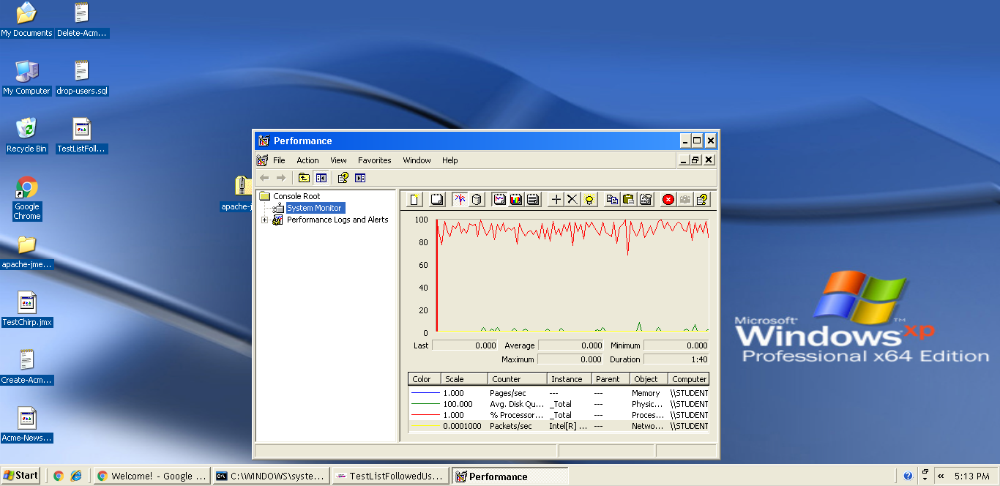 My Documents
Delete-Acm...
My Computer
drop-users.sql
Recycle Bin
TestListFoll...
Google
Chrome
apache-j
apache-jme...
TestChirp.jmx
Create-Acm...
Acme-News...
Performance
File Action View Favorites Window Help
Console Root
System Monitor
Performance Logs and Alerts
100
80
60
40
20
0
Last 0.000 Average 0.000 Minimum 0.000
Maximum 0.000 Duration 1:40
Color Scale Counter Instance Parent Object Computer
1.000 Pages/sec --- --- Memory \\STUDENT
100.000 Avg. Disk Qu... _Total --- Physic... \\STUDENT
1.000 % Processor... _Total --- Proces... \\STUDENT
0.0001000 Packets/sec Intel[R] ... --- Netwo... \\STUDENT
Microsoft
Windows xp TM
Professional x64 Edition
Start
Welcome! - Google ...
C:\WINDOWS\syste...
TestListFollowedUs...
Performance
5:13 PM